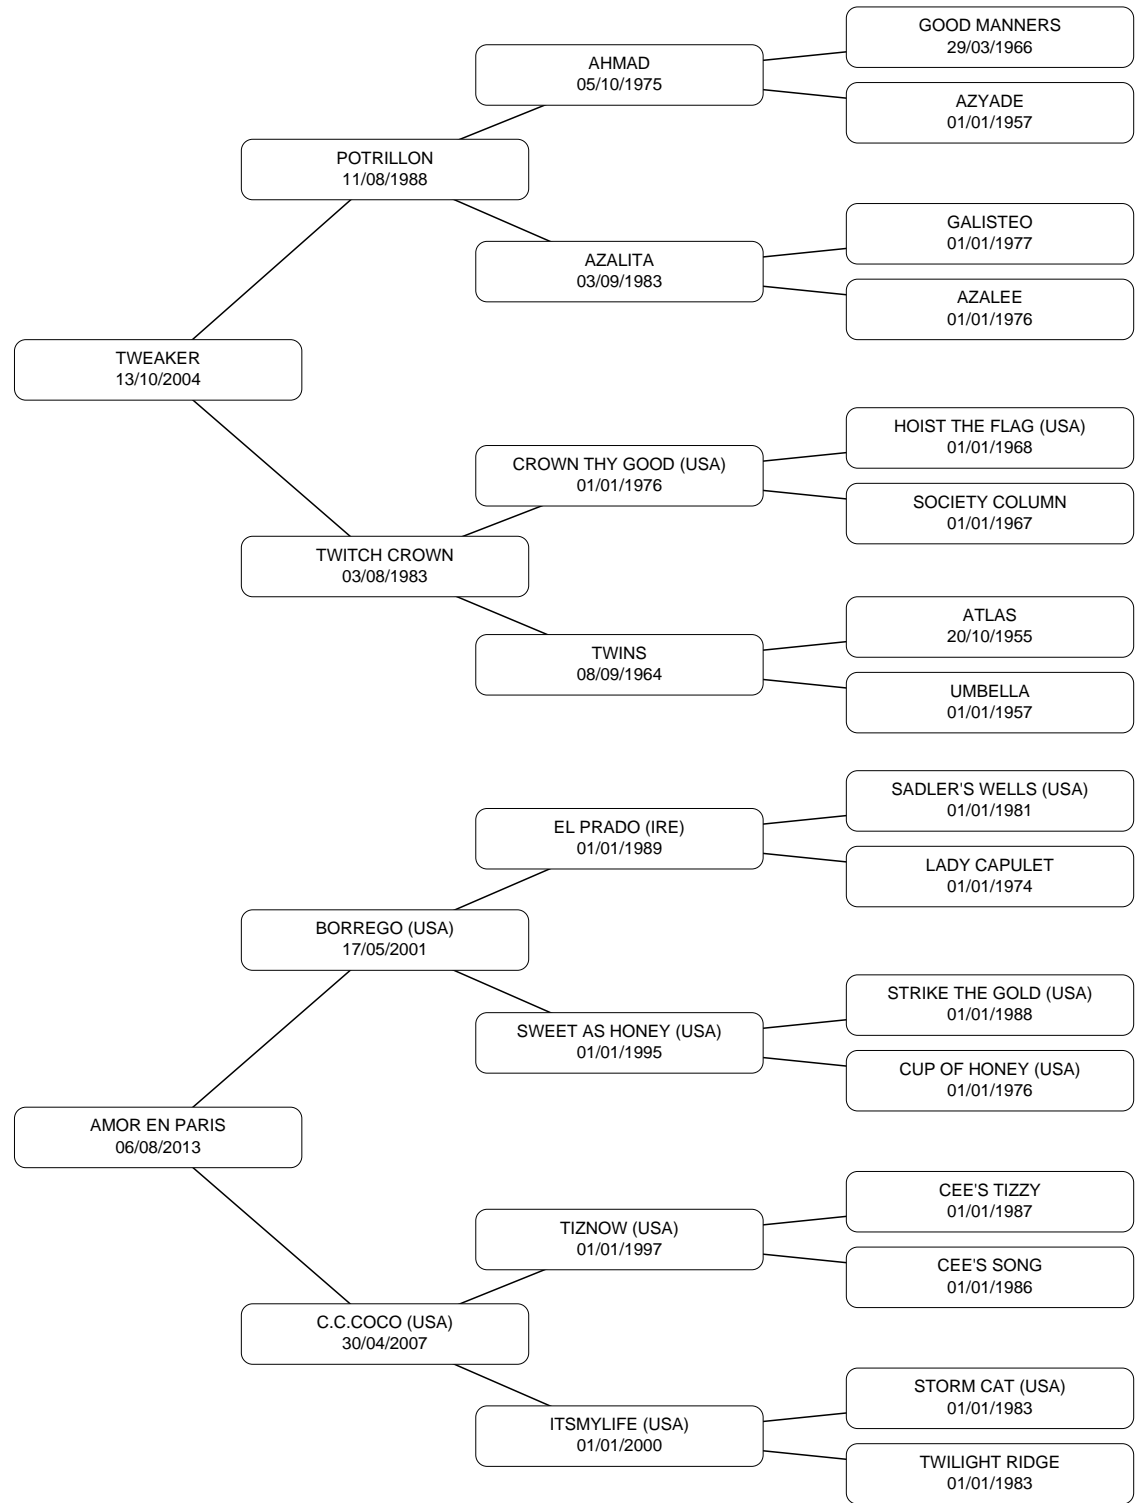 GOOD MANNERS
29/03/1966
AHMAD
05/10/1975
AZYADE
01/01/1957
POTRILLON
11/08/1988
GALISTEO
01/01/1977
AZALITA
03/09/1983
AZALEE
01/01/1976
TWEAKER
13/10/2004
HOIST THE FLAG (USA)
01/01/1968
CROWN THY GOOD (USA)
01/01/1976
SOCIETY COLUMN
01/01/1967
TWITCH CROWN
03/08/1983
ATLAS
20/10/1955
TWINS
08/09/1964
UMBELLA
01/01/1957
SADLER'S WELLS (USA)
01/01/1981
EL PRADO (IRE)
01/01/1989
LADY CAPULET
01/01/1974
BORREGO (USA)
17/05/2001
STRIKE THE GOLD (USA)
01/01/1988
SWEET AS HONEY (USA)
01/01/1995
CUP OF HONEY (USA)
01/01/1976
AMOR EN PARIS
06/08/2013
CEE'S TIZZY
01/01/1987
TIZNOW (USA)
01/01/1997
CEE'S SONG
01/01/1986
C.C.COCO (USA)
30/04/2007
STORM CAT (USA)
01/01/1983
ITSMYLIFE (USA)
01/01/2000
TWILIGHT RIDGE
01/01/1983